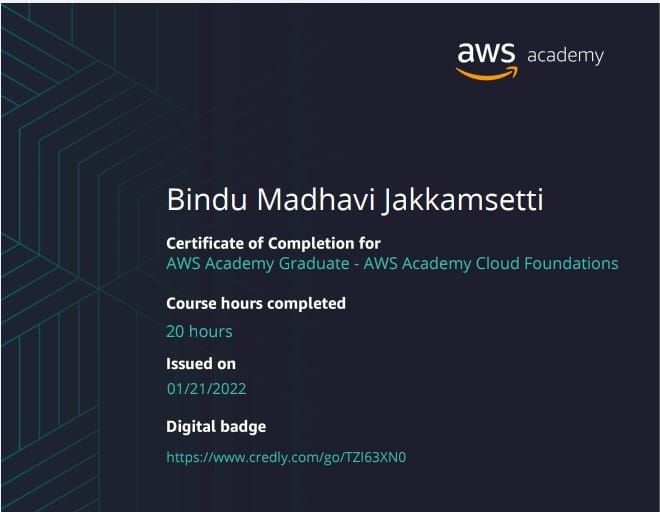 aws academy
Bindu Madhavi Jakkamsetti
Certificate of Completion for
AWS Academy Graduate - AWS Academy Cloud Foundations
Course hours completed
20 hours
Issued on
01/21/2022
Digital badge
https://www.credly.com/go/TZI63XN0